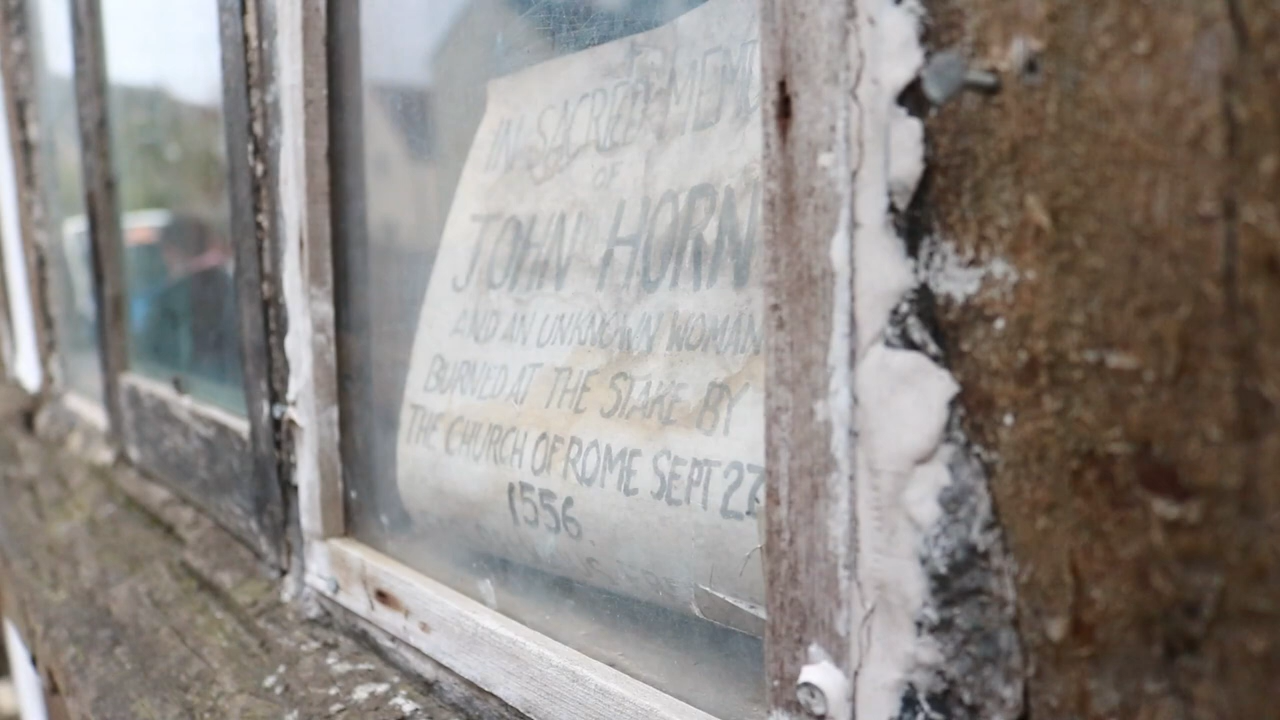 IN SACRED MEMO
OF
JOHN HORN
AND AN UNKNOWN WOMAN
BURNED AT THE STAKE BY
THE CHURCH OF ROME SEPT 27
1556.